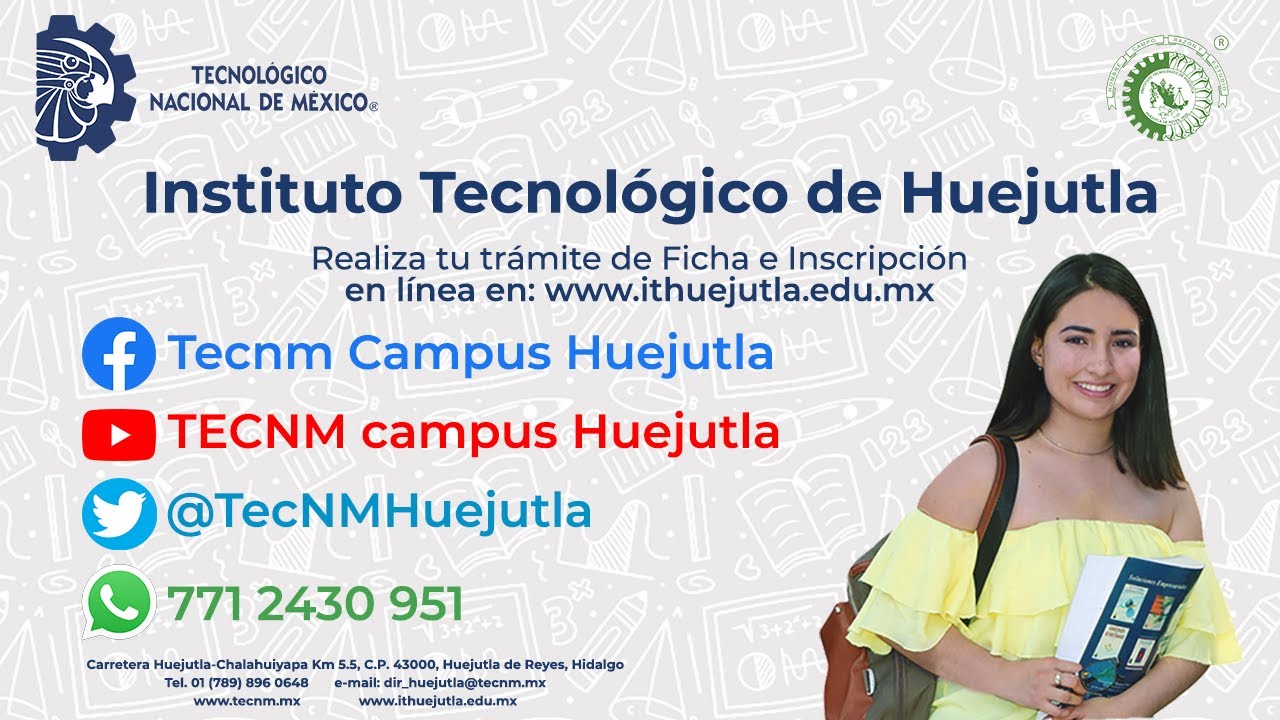 TECNOLÓGICO
NACIONAL DE MÉXICO®
®
Instituto Tecnológico de Huejutla
Realiza tu trámite de Ficha e Inscripción
en línea en: www.ithuejutla.edu.mx
Tecnm Campus Huejutla
TECNM campus Huejutla
@TecNMHuejutla
771 2430 951
Soluciones Empresariales
Carretera Huejutla-Chalahuiyapa Km 5.5, C.P. 43000, Huejutla de Reyes, Hidalgo
Tel. 01 (789) 896 0648 e-mail: dir_huejutla@tecnm.mx
www.tecnm.mx www.ithuejutla.edu.mx